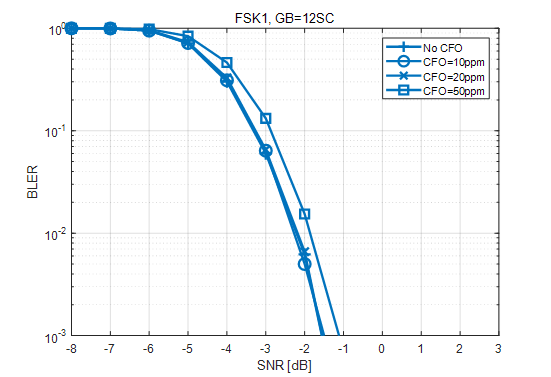 FSK1, GB=12SC
No CFO
CFO=10ppm
CFO=20ppm
CFO=50ppm
BLER
10^0
10^-1
10^-2
10^-3
-8 -7 -6 -5 -4 -3 -2 -1 0 1 2 3
SNR [dB]